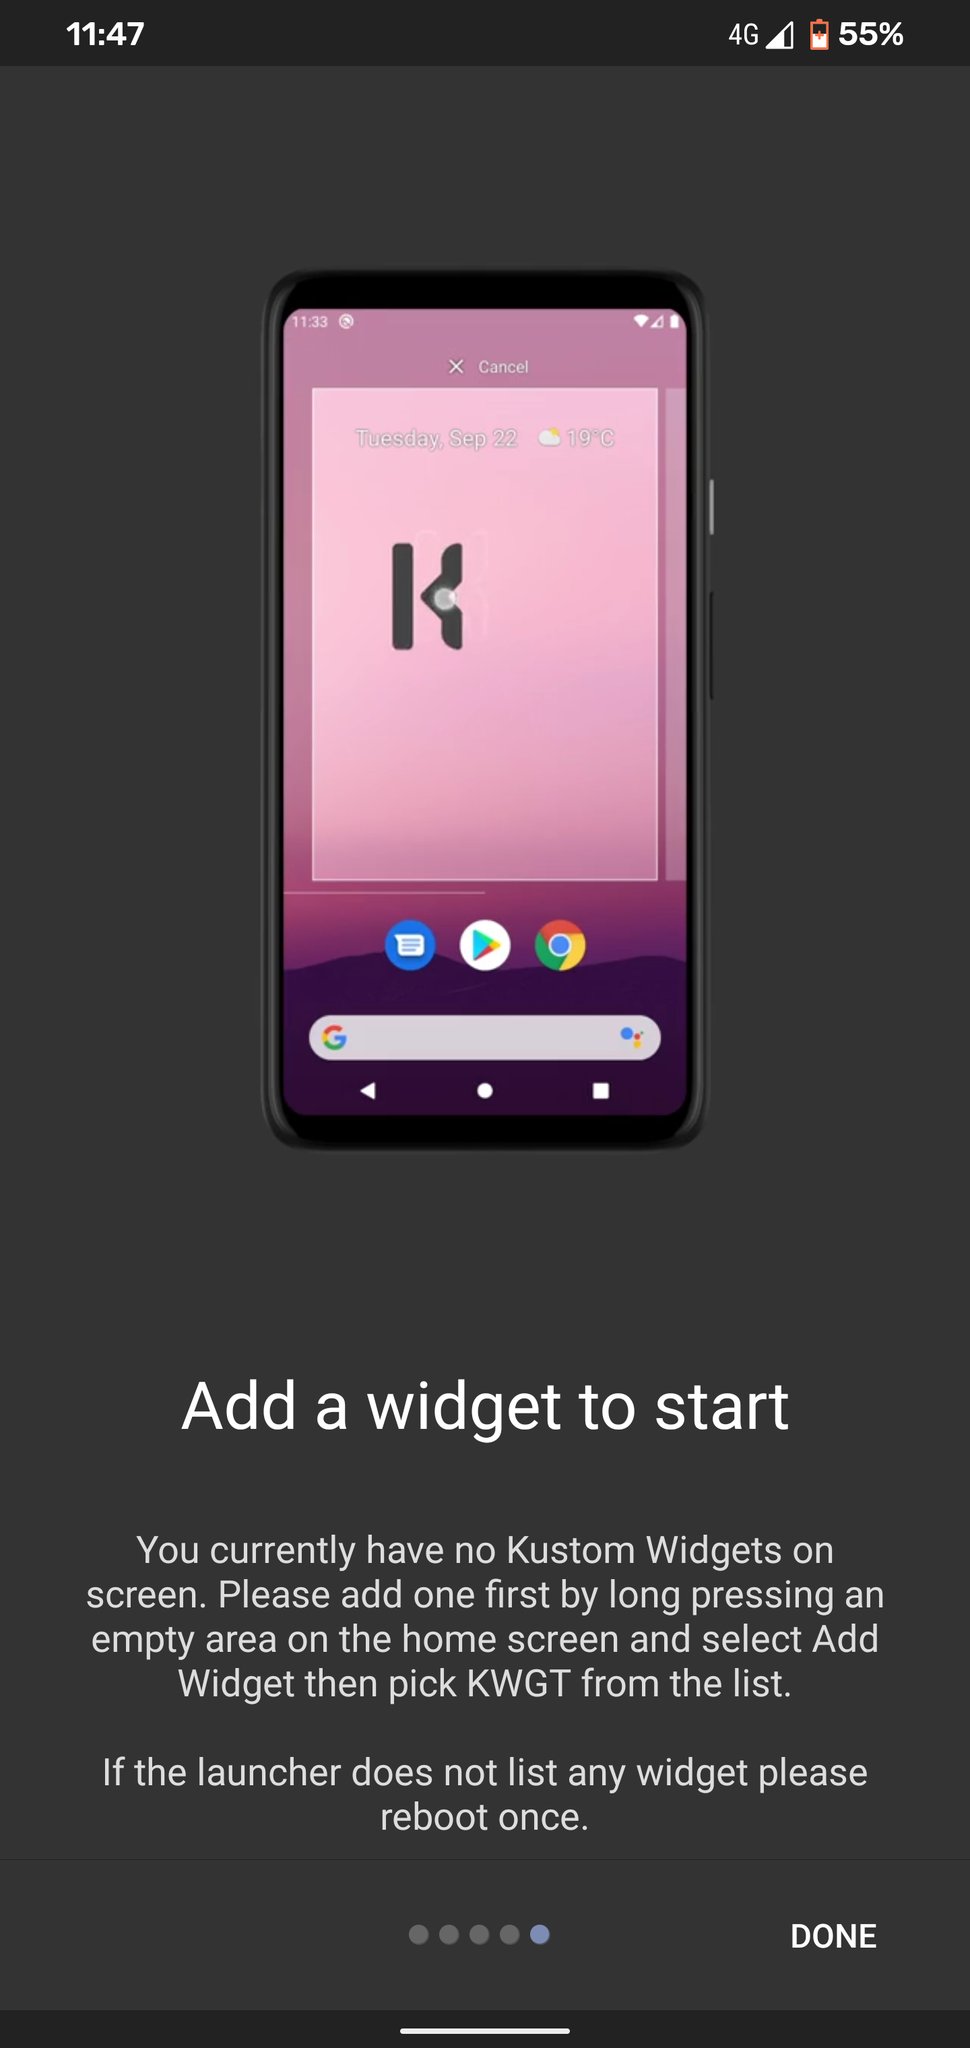 11:47
4G
55%
11:33
Cancel
Tuesday, Sep 22
19°C
Add a widget to start
You currently have no Kustom Widgets on
screen. Please add one first by long pressing an
empty area on the home screen and select Add
Widget then pick KWGT from the list.
If the launcher does not list any widget please
reboot once.
DONE